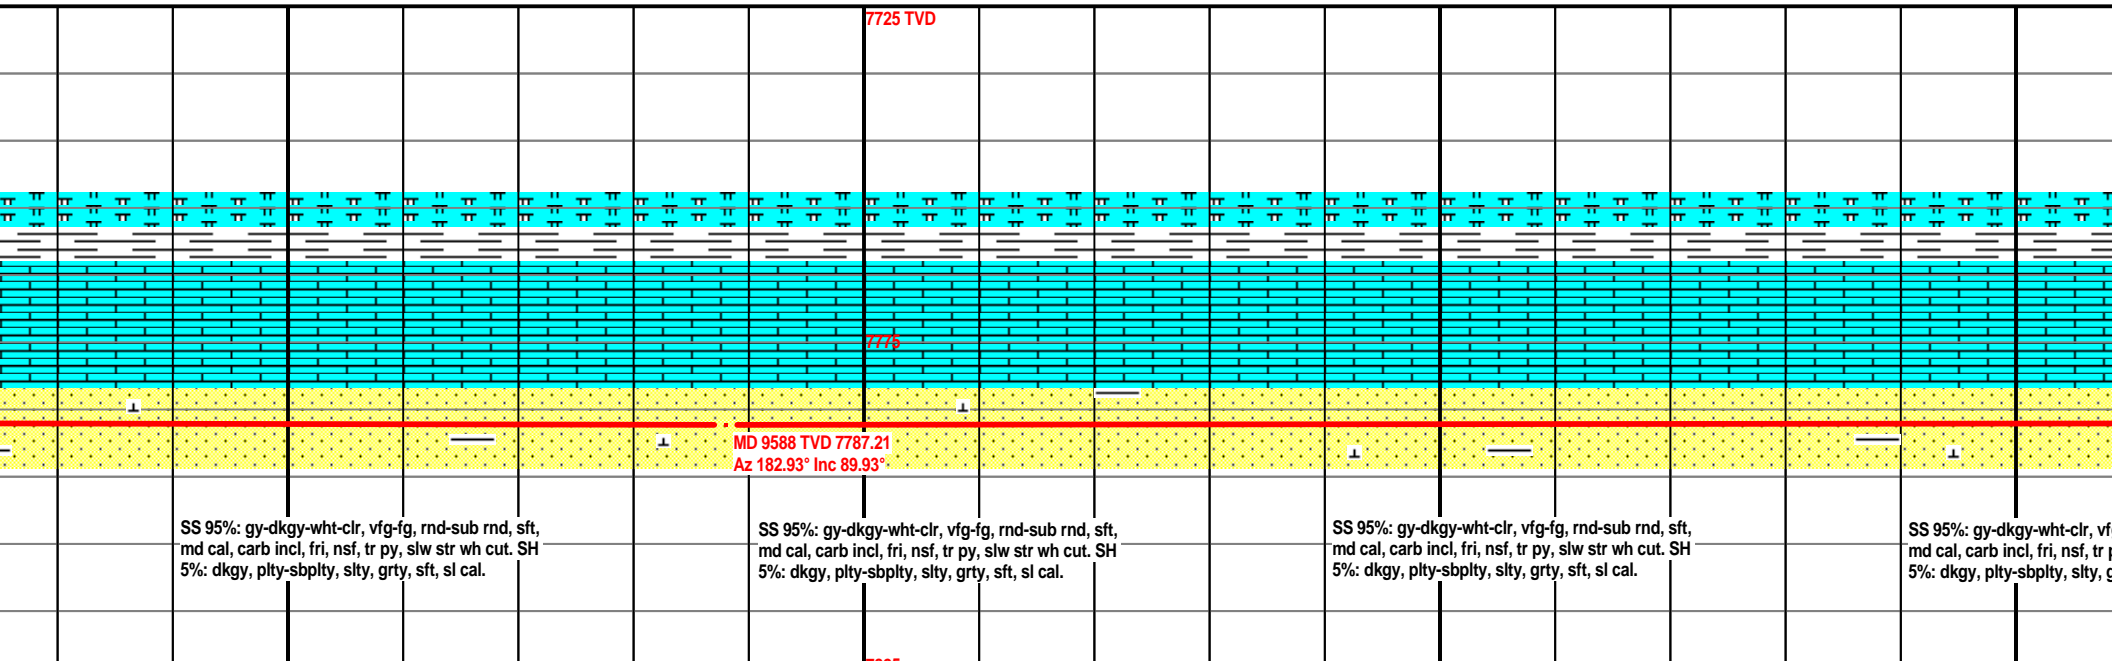 7725 TVD
7775
MD 9588 TVD 7787.21
Az 182.93° Inc 89.93°
SS 95%: gy-dkgy-wht-clr, vfg-fg, rnd-sub rnd, sft,
md cal, carb incl, fri, nsf, tr py, slw str wh cut. SH
5%: dkgy, plty-sbplty, slty, grty, sft, sl cal.
SS 95%: gy-dkgy-wht-clr, vfg-fg, rnd-sub rnd, sft,
md cal, carb incl, fri, nsf, tr py, slw str wh cut. SH
5%: dkgy, plty-sbplty, slty, grty, sft, sl cal.
SS 95%: gy-dkgy-wht-clr, vfg-fg, rnd-sub rnd, sft,
md cal, carb incl, fri, nsf, tr py, slw str wh cut. SH
5%: dkgy, plty-sbplty, slty, grty, sft, sl cal.
SS 95%: gy-dkgy-wht-clr,
md cal, carb incl, fri, nsf, tr
5%: dkgy, plty-sbplty, slty,